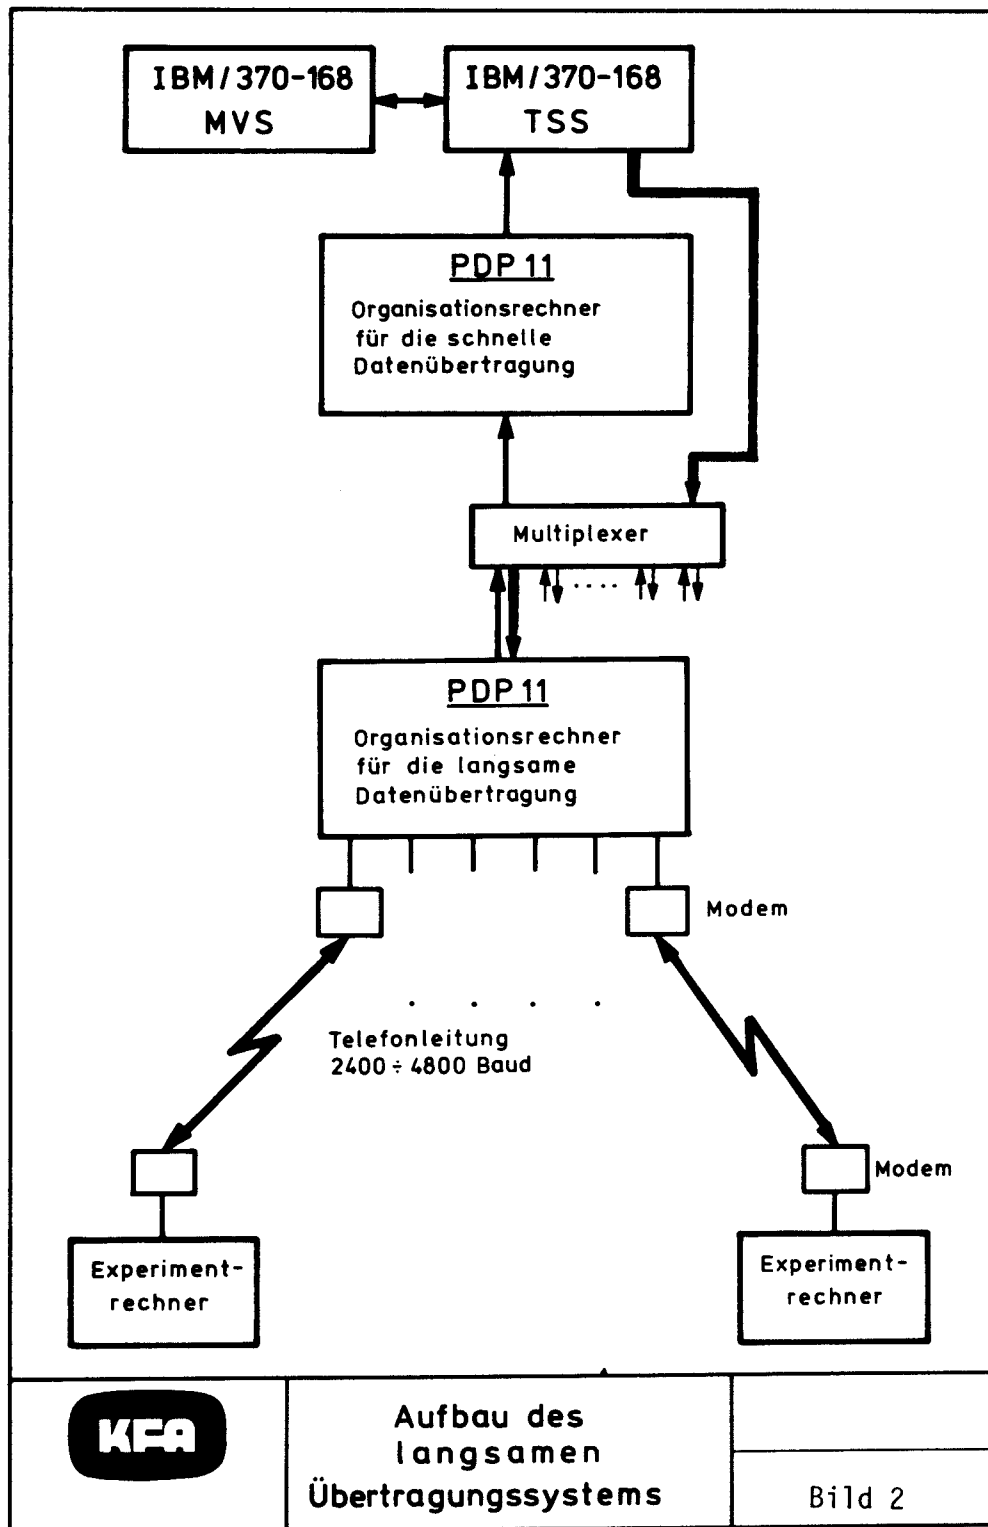 IBM/370-168
MVS
IBM/370-168
TSS
PDP 11
Organisationsrechner
für die schnelle
Datenübertragung
Multiplexer
PDP 11
Organisationsrechner
für die langsame
Datenübertragung
Modem
Telefonleitung
2400 ÷ 4800 Baud
Modem
Experiment-
rechner
Experiment-
rechner
KFA
Aufbau des
langsamen
Übertragungssystems
Bild 2